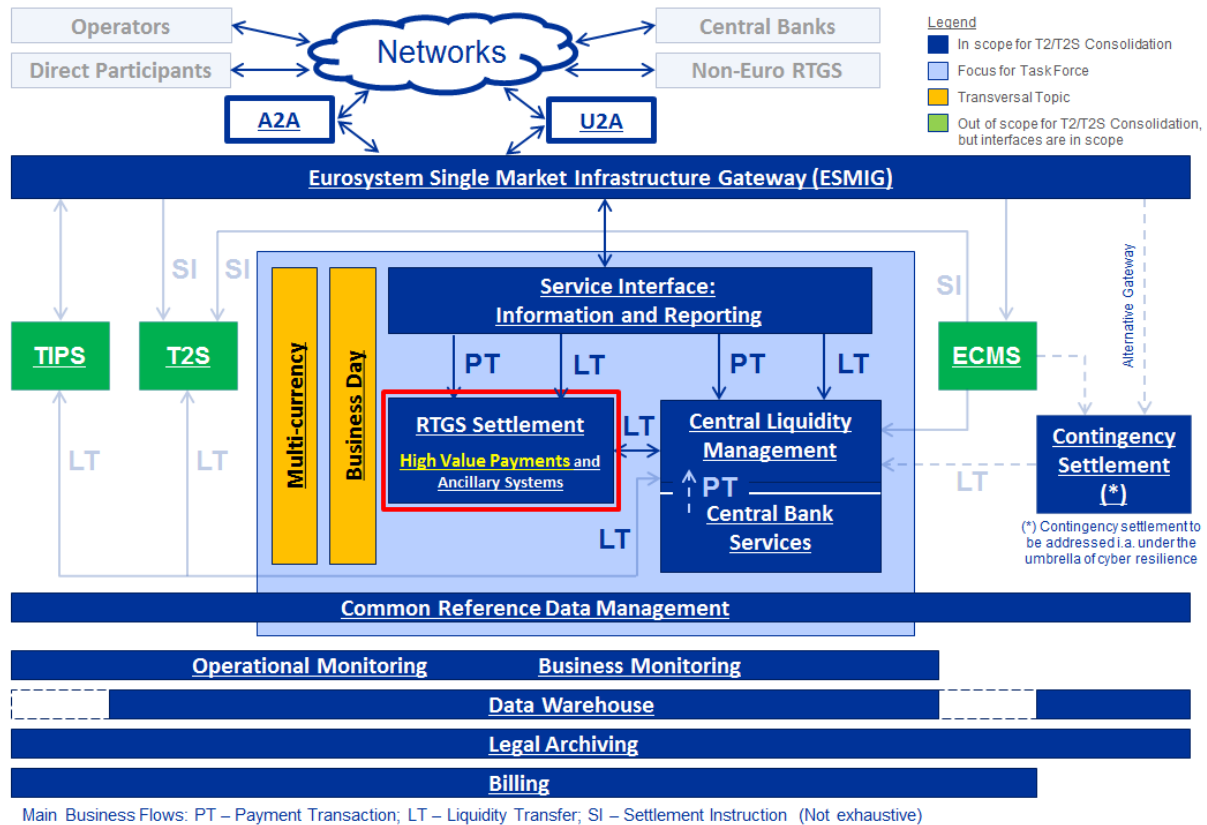 Operators
Direct Participants
Networks
Central Banks
Non-Euro RTGS
Legend
In scope for T2/T2S Consolidation
Focus for Task Force
Transversal Topic
Out of scope for T2/T2S Consolidation,
but interfaces are in scope
A2A
U2A
Eurosystem Single Market Infrastructure Gateway (ESMIG)
SI
SI
SI
Alternative Gateway
Multi-currency
Business Day
Service Interface:
Information and Reporting
TIPS
T2S
ECMS
PT
LT
PT
LT
RTGS Settlement
High Value Payments and
Ancillary Systems
LT
Central Liquidity
Management
PT
Central Bank
Services
Contingency
Settlement
(*)
LT
LT
LT
LT
(*) Contingency settlement to
be addressed i.a. under the
umbrella of cyber resilience
Common Reference Data Management
Operational Monitoring
Business Monitoring
Data Warehouse
Legal Archiving
Billing
Main Business Flows: PT – Payment Transaction; LT – Liquidity Transfer; SI – Settlement Instruction (Not exhaustive)